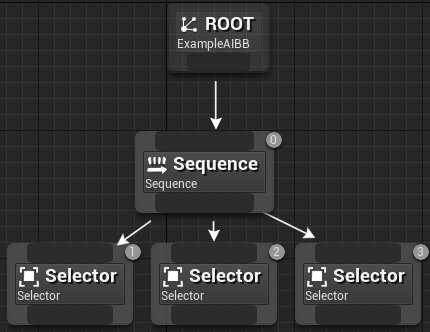 ROOT
ExampleAIBB
0
Sequence
Sequence
1
2
3
Selector
Selector
Selector
Selector
Selector
Selector